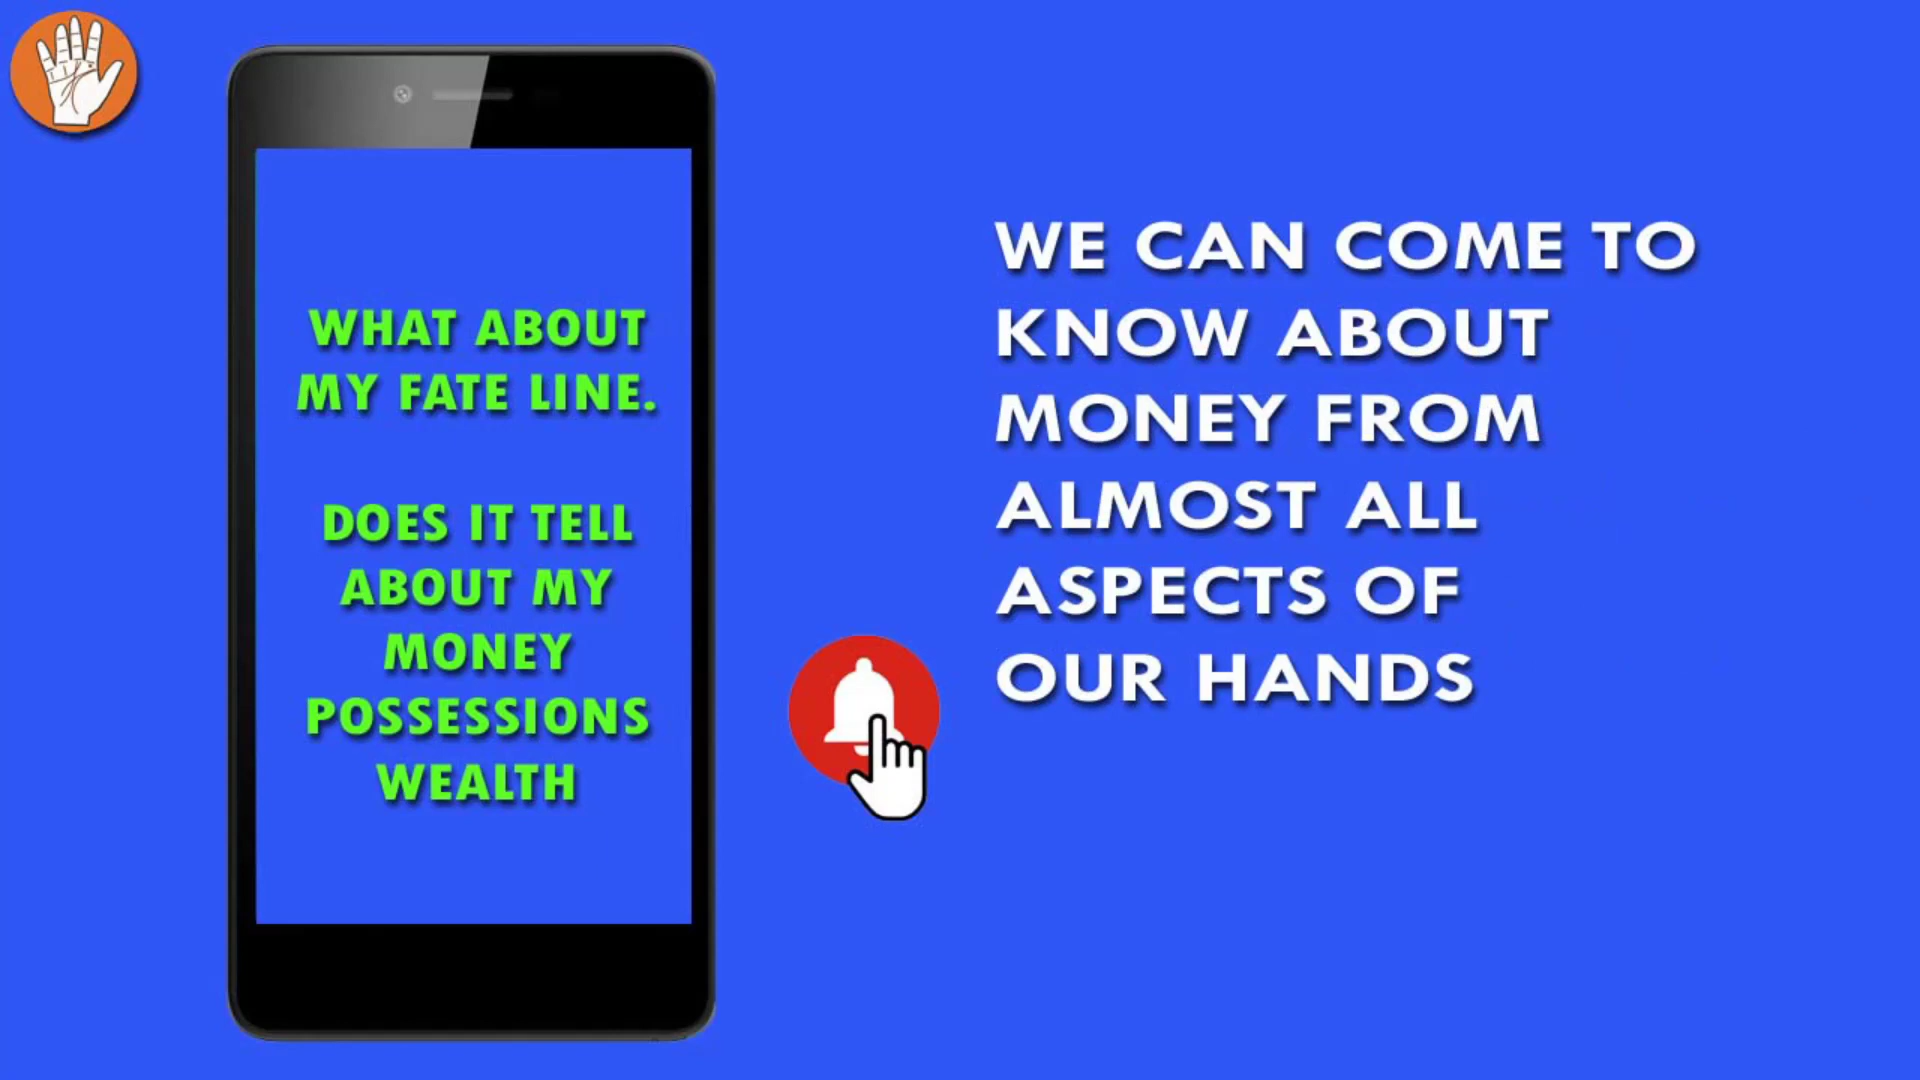 WHAT ABOUT
MY FATE LINE.
DOES IT TELL
ABOUT MY
MONEY
POSSESSIONS
WEALTH
WE CAN COME TO
KNOW ABOUT
MONEY FROM
ALMOST ALL
ASPECTS OF
OUR HANDS